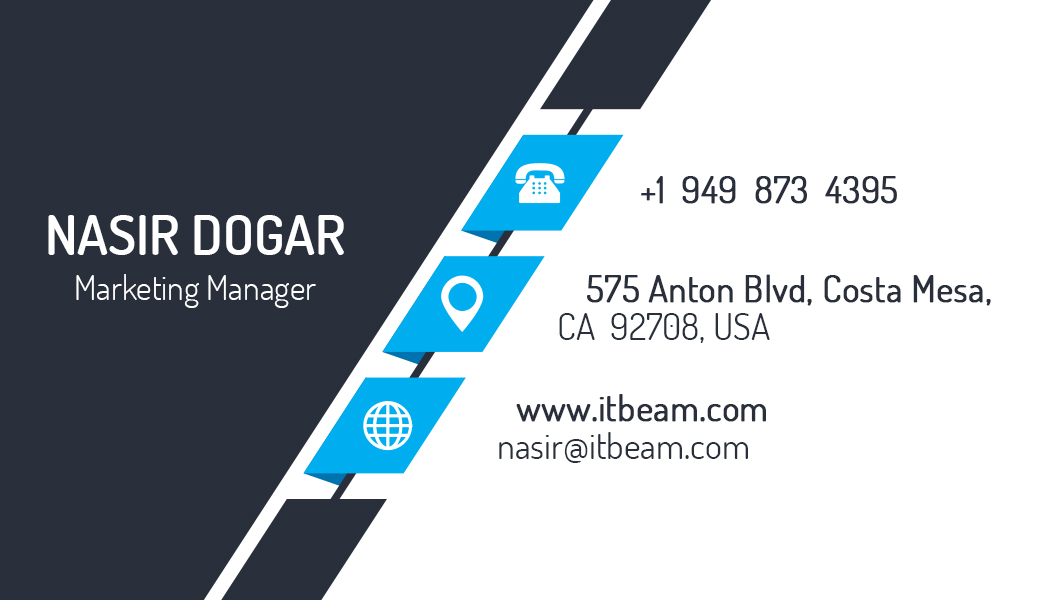 NASIR DOGAR
Marketing Manager
+1 949 873 4395
575 Anton Blvd, Costa Mesa,
CA 92708, USA
www.itbeam.com
nasir@itbeam.com